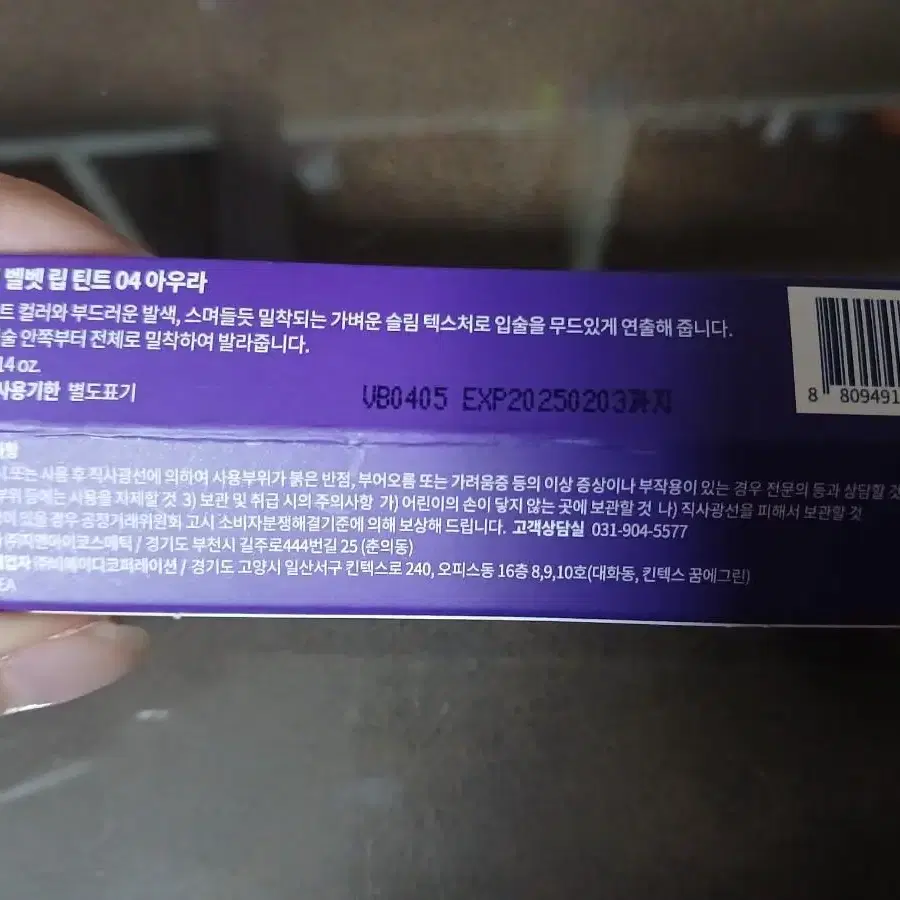 벨벳 립 틴트 04 아우라
트 컬러와 부드러운 발색, 스며들듯 밀착되는 가벼운 슬림 텍스처로 입술을 무드있게 연출해 줍니다.
술 안쪽부터 전체로 밀착하여 발라줍니다.
14 oz.
사용기한 별도표기
VB0405 EXP20250203까지
8 809491
사항
시 또는 사용 후 직사광선에 의하여 사용부위가 붉은 반점, 부어오름 또는 가려움증 등의 이상 증상이나 부작용이 있는 경우 전문의 등과 상담할 것
부위 등에는 사용을 자제할 것 3) 보관 및 취급 시의 주의사항 가) 어린이의 손이 닿지 않는 곳에 보관할 것 나) 직사광선을 피해서 보관할 것
있을 경우 공정거래위원회 고시 소비자분쟁해결기준에 의해 보상해 드립니다. 고객상담실 031-904-5577
/ 경기도 부천시 길주로444번길 25 (춘의동)
/ 경기도 고양시 일산서구 킨텍스로 240, 오피스동 16층 8,9,10호(대화동, 킨텍스 꿈에그린)
EA